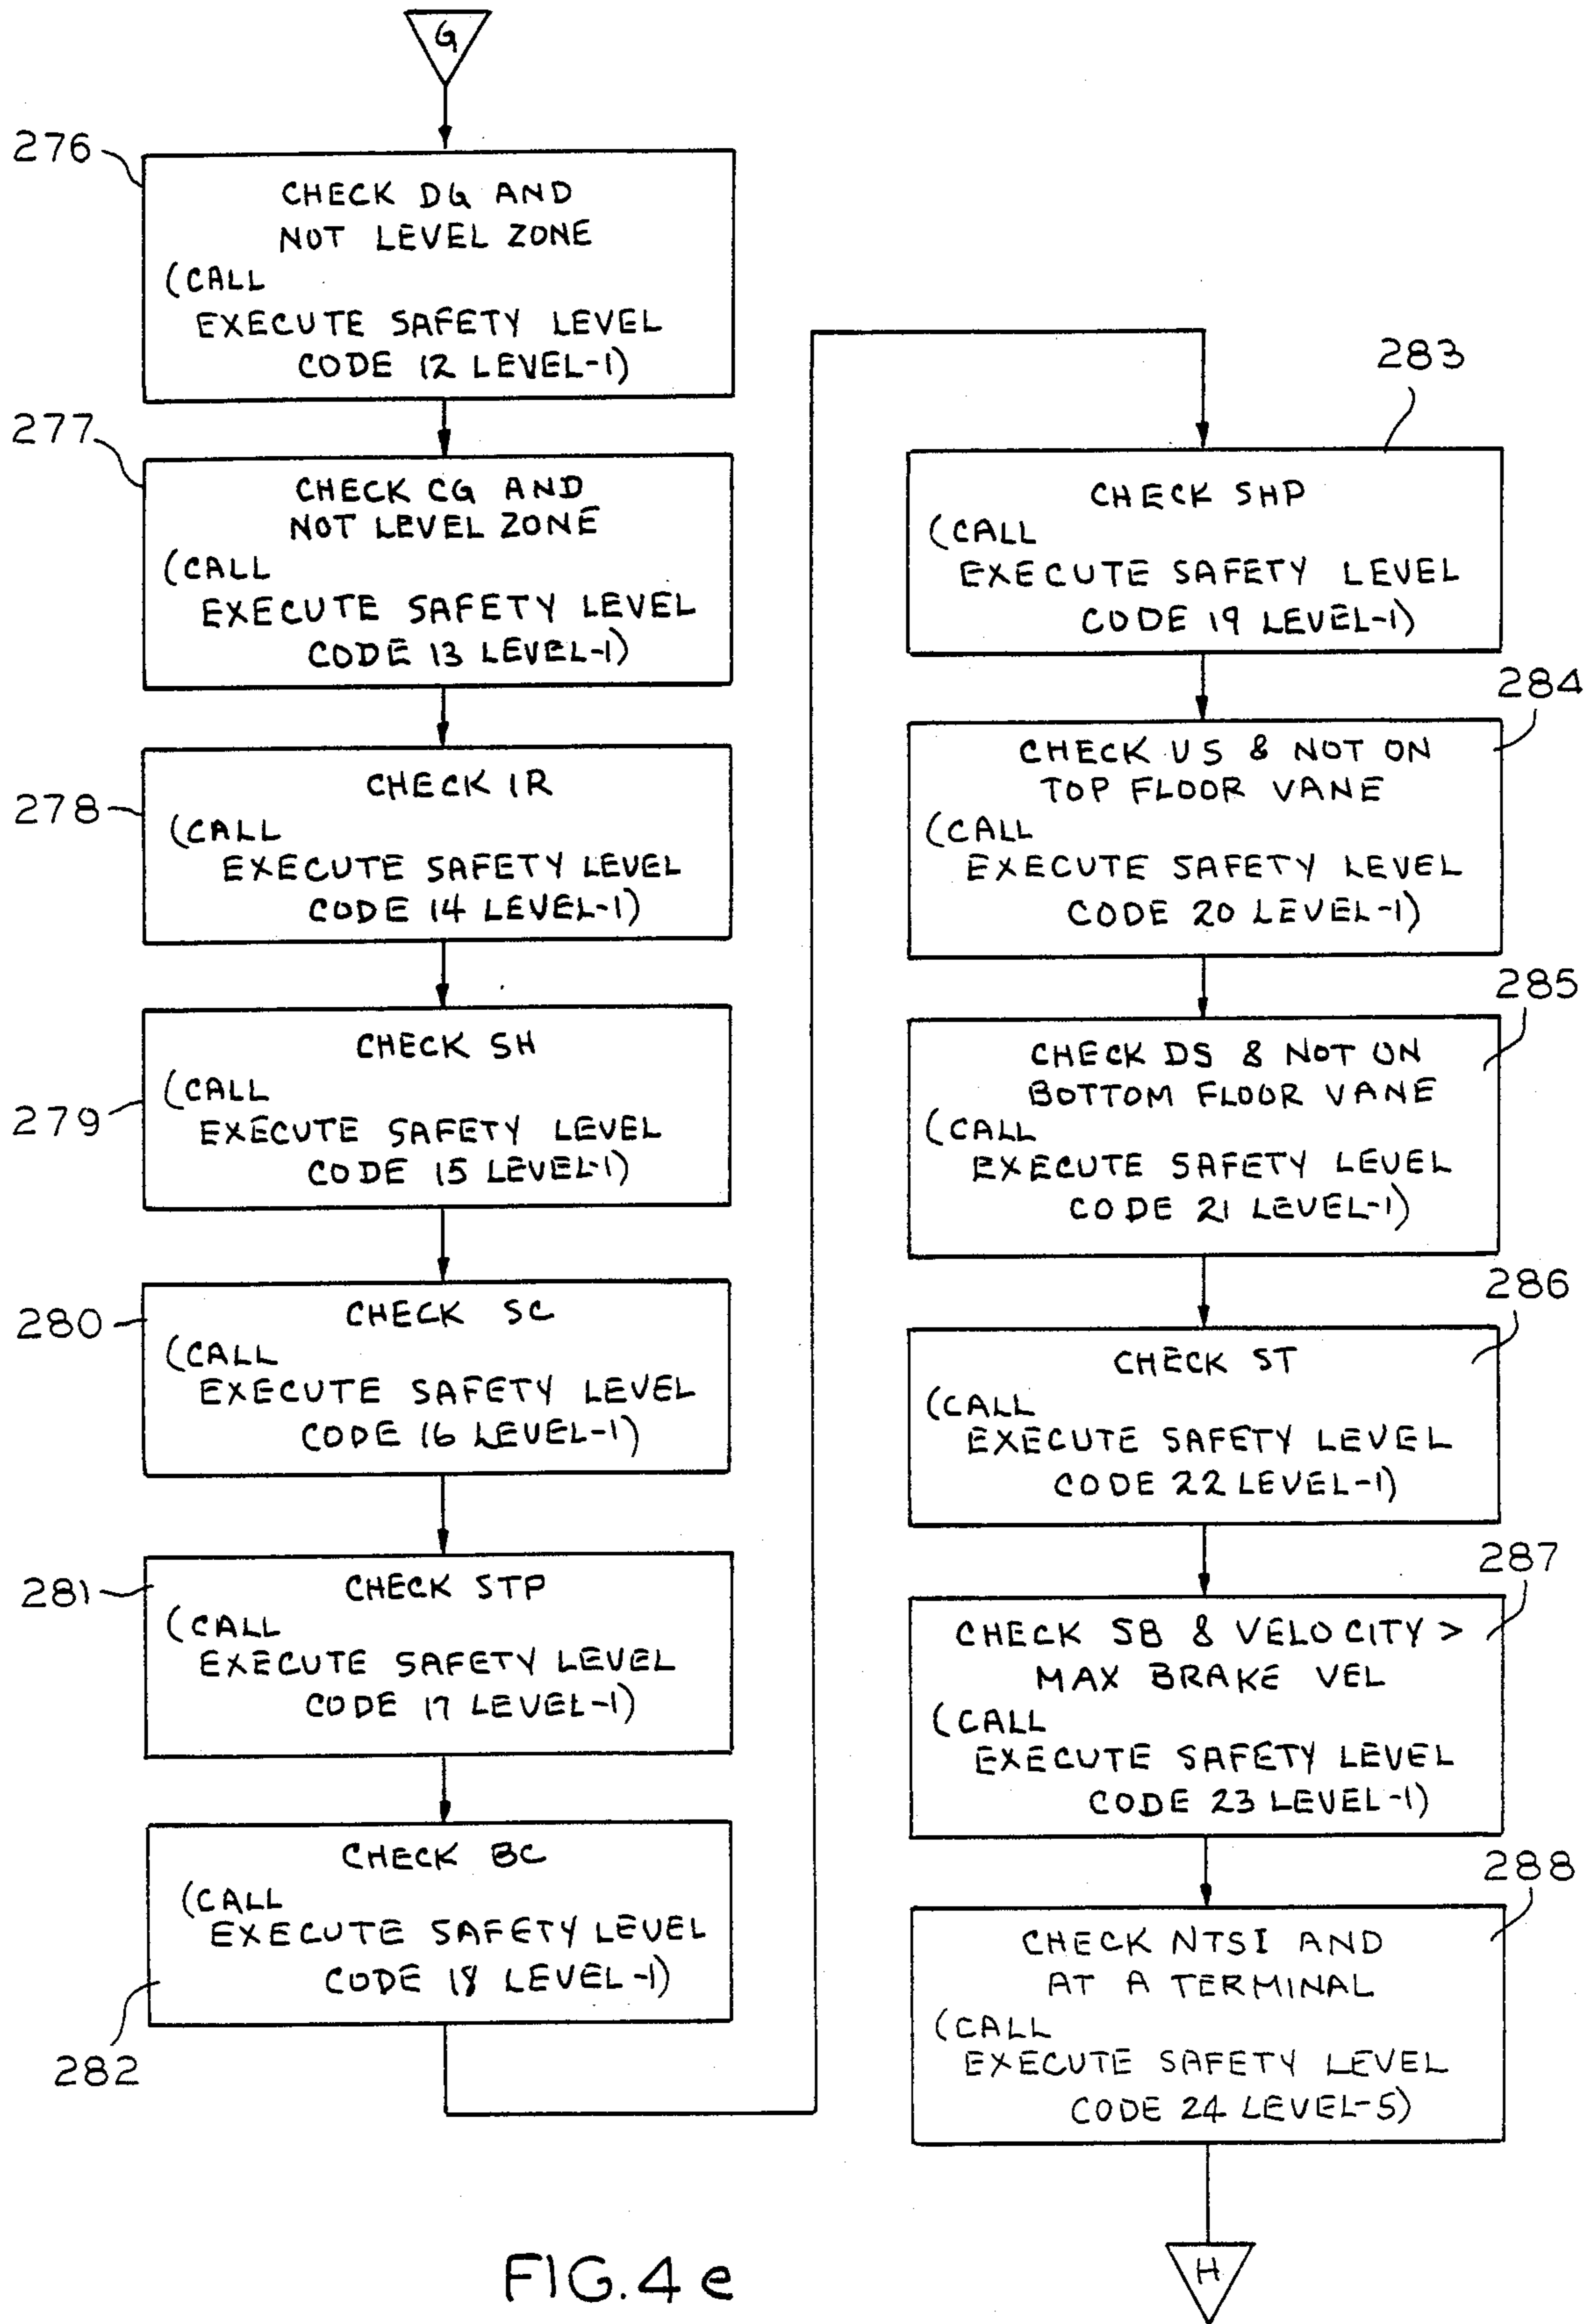 G
276
CHECK DG AND
NOT LEVEL ZONE
(CALL
EXECUTE SAFETY LEVEL
CODE 12 LEVEL-1)
277
CHECK CG AND
NOT LEVEL ZONE
(CALL
EXECUTE SAFETY LEVEL
CODE 13 LEVEL-1)
278
CHECK IR
(CALL
EXECUTE SAFETY LEVEL
CODE 14 LEVEL-1)
279
CHECK SH
(CALL
EXECUTE SAFETY LEVEL
CODE 15 LEVEL-1)
280
CHECK SC
(CALL
EXECUTE SAFETY LEVEL
CODE 16 LEVEL-1)
281
CHECK STP
(CALL
EXECUTE SAFETY LEVEL
CODE 17 LEVEL-1)
282
CHECK BC
(CALL
EXECUTE SAFETY LEVEL
CODE 18 LEVEL-1)
283
CHECK SHP
(CALL
EXECUTE SAFETY LEVEL
CODE 19 LEVEL-1)
284
CHECK US & NOT ON
TOP FLOOR VANE
(CALL
EXECUTE SAFETY LEVEL
CODE 20 LEVEL-1)
285
CHECK DS & NOT ON
BOTTOM FLOOR VANE
(CALL
EXECUTE SAFETY LEVEL
CODE 21 LEVEL-1)
286
CHECK ST
(CALL
EXECUTE SAFETY LEVEL
CODE 22 LEVEL-1)
287
CHECK SB & VELOCITY >
MAX BRAKE VEL
(CALL
EXECUTE SAFETY LEVEL
CODE 23 LEVEL-1)
288
CHECK NTSI AND
AT A TERMINAL
(CALL
EXECUTE SAFETY LEVEL
CODE 24 LEVEL-5)
H
FIG. 4 e